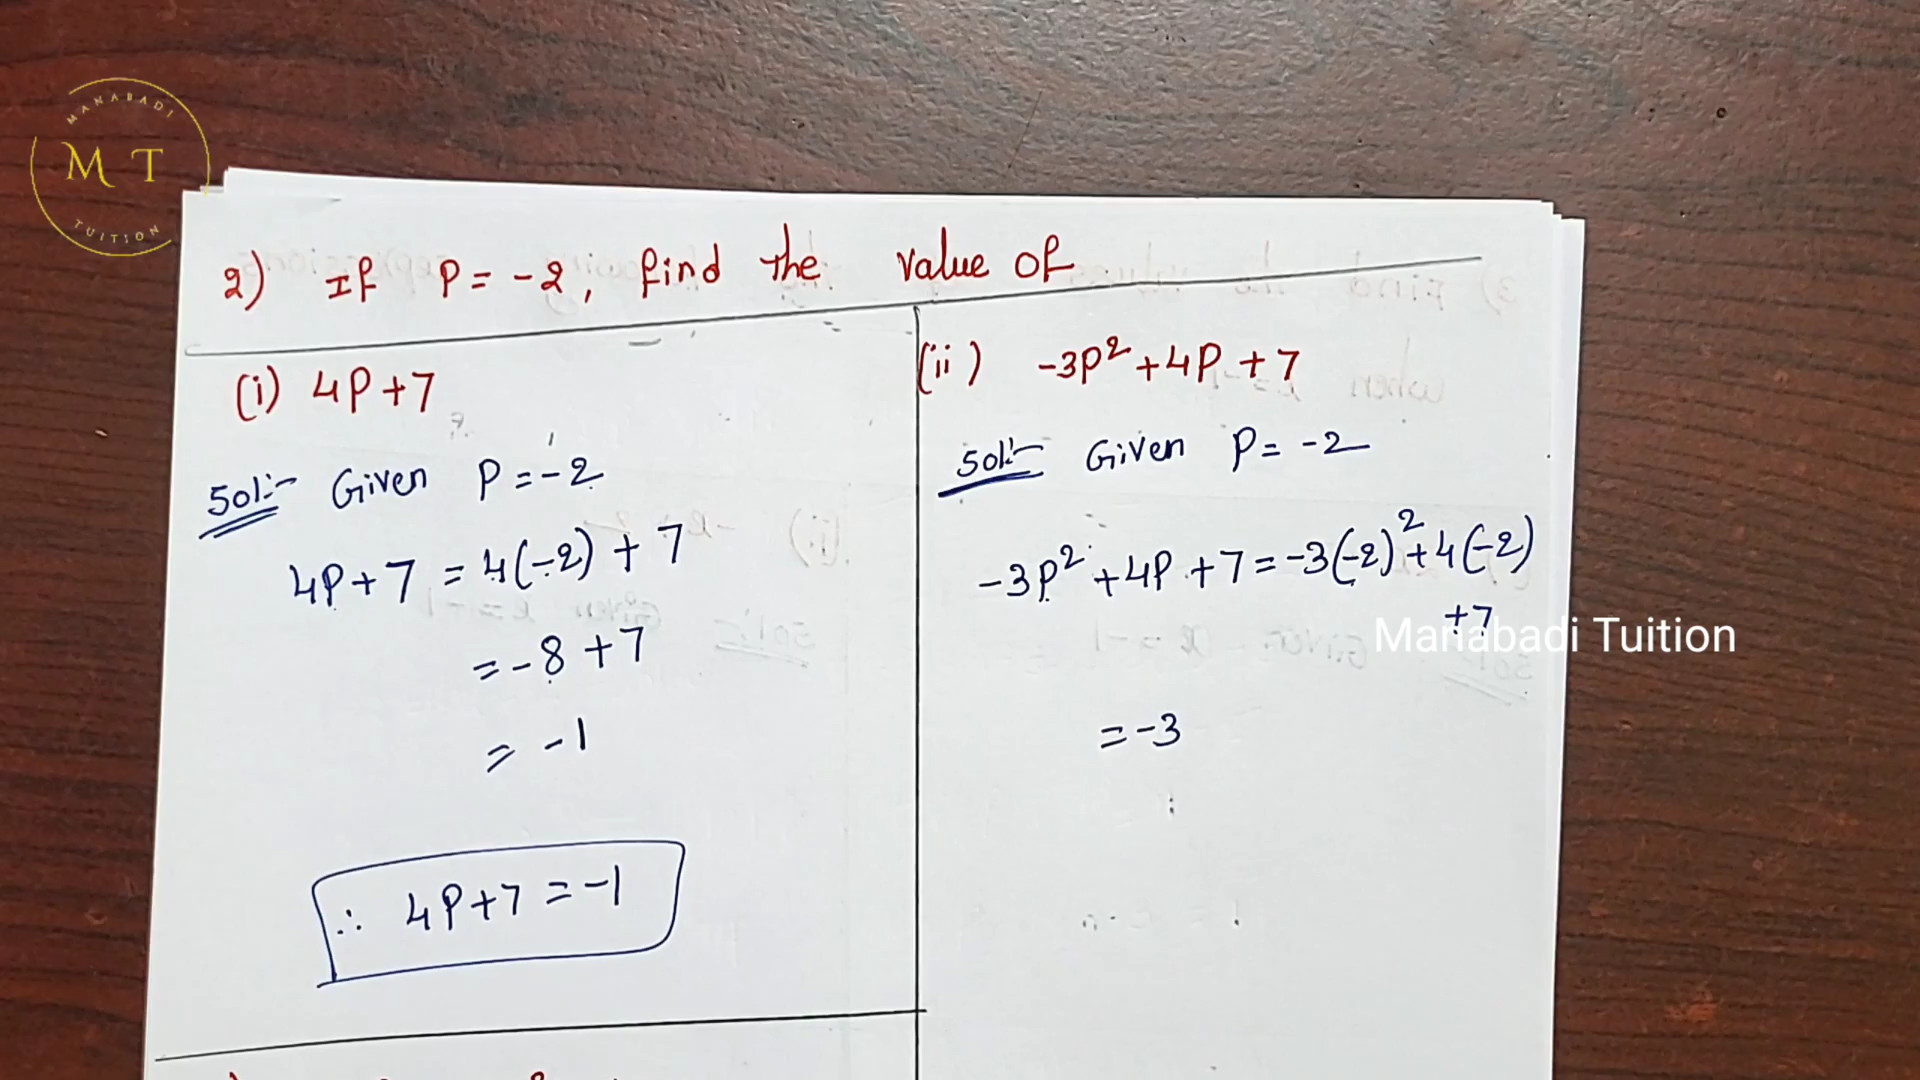 MANABADI
M T
TUITION
2) If P = -2, find the value of
(i) 4P+7
Sol:- Given P = -2
4P+7 = 4(-2) + 7
= -8 + 7
= -1
∴ 4P+7 = -1
(ii) -3P² + 4P + 7
Sol:- Given P = -2
-3P² + 4P + 7 = -3(-2)² + 4(-2)
+7
= -3
Manabadi Tuition